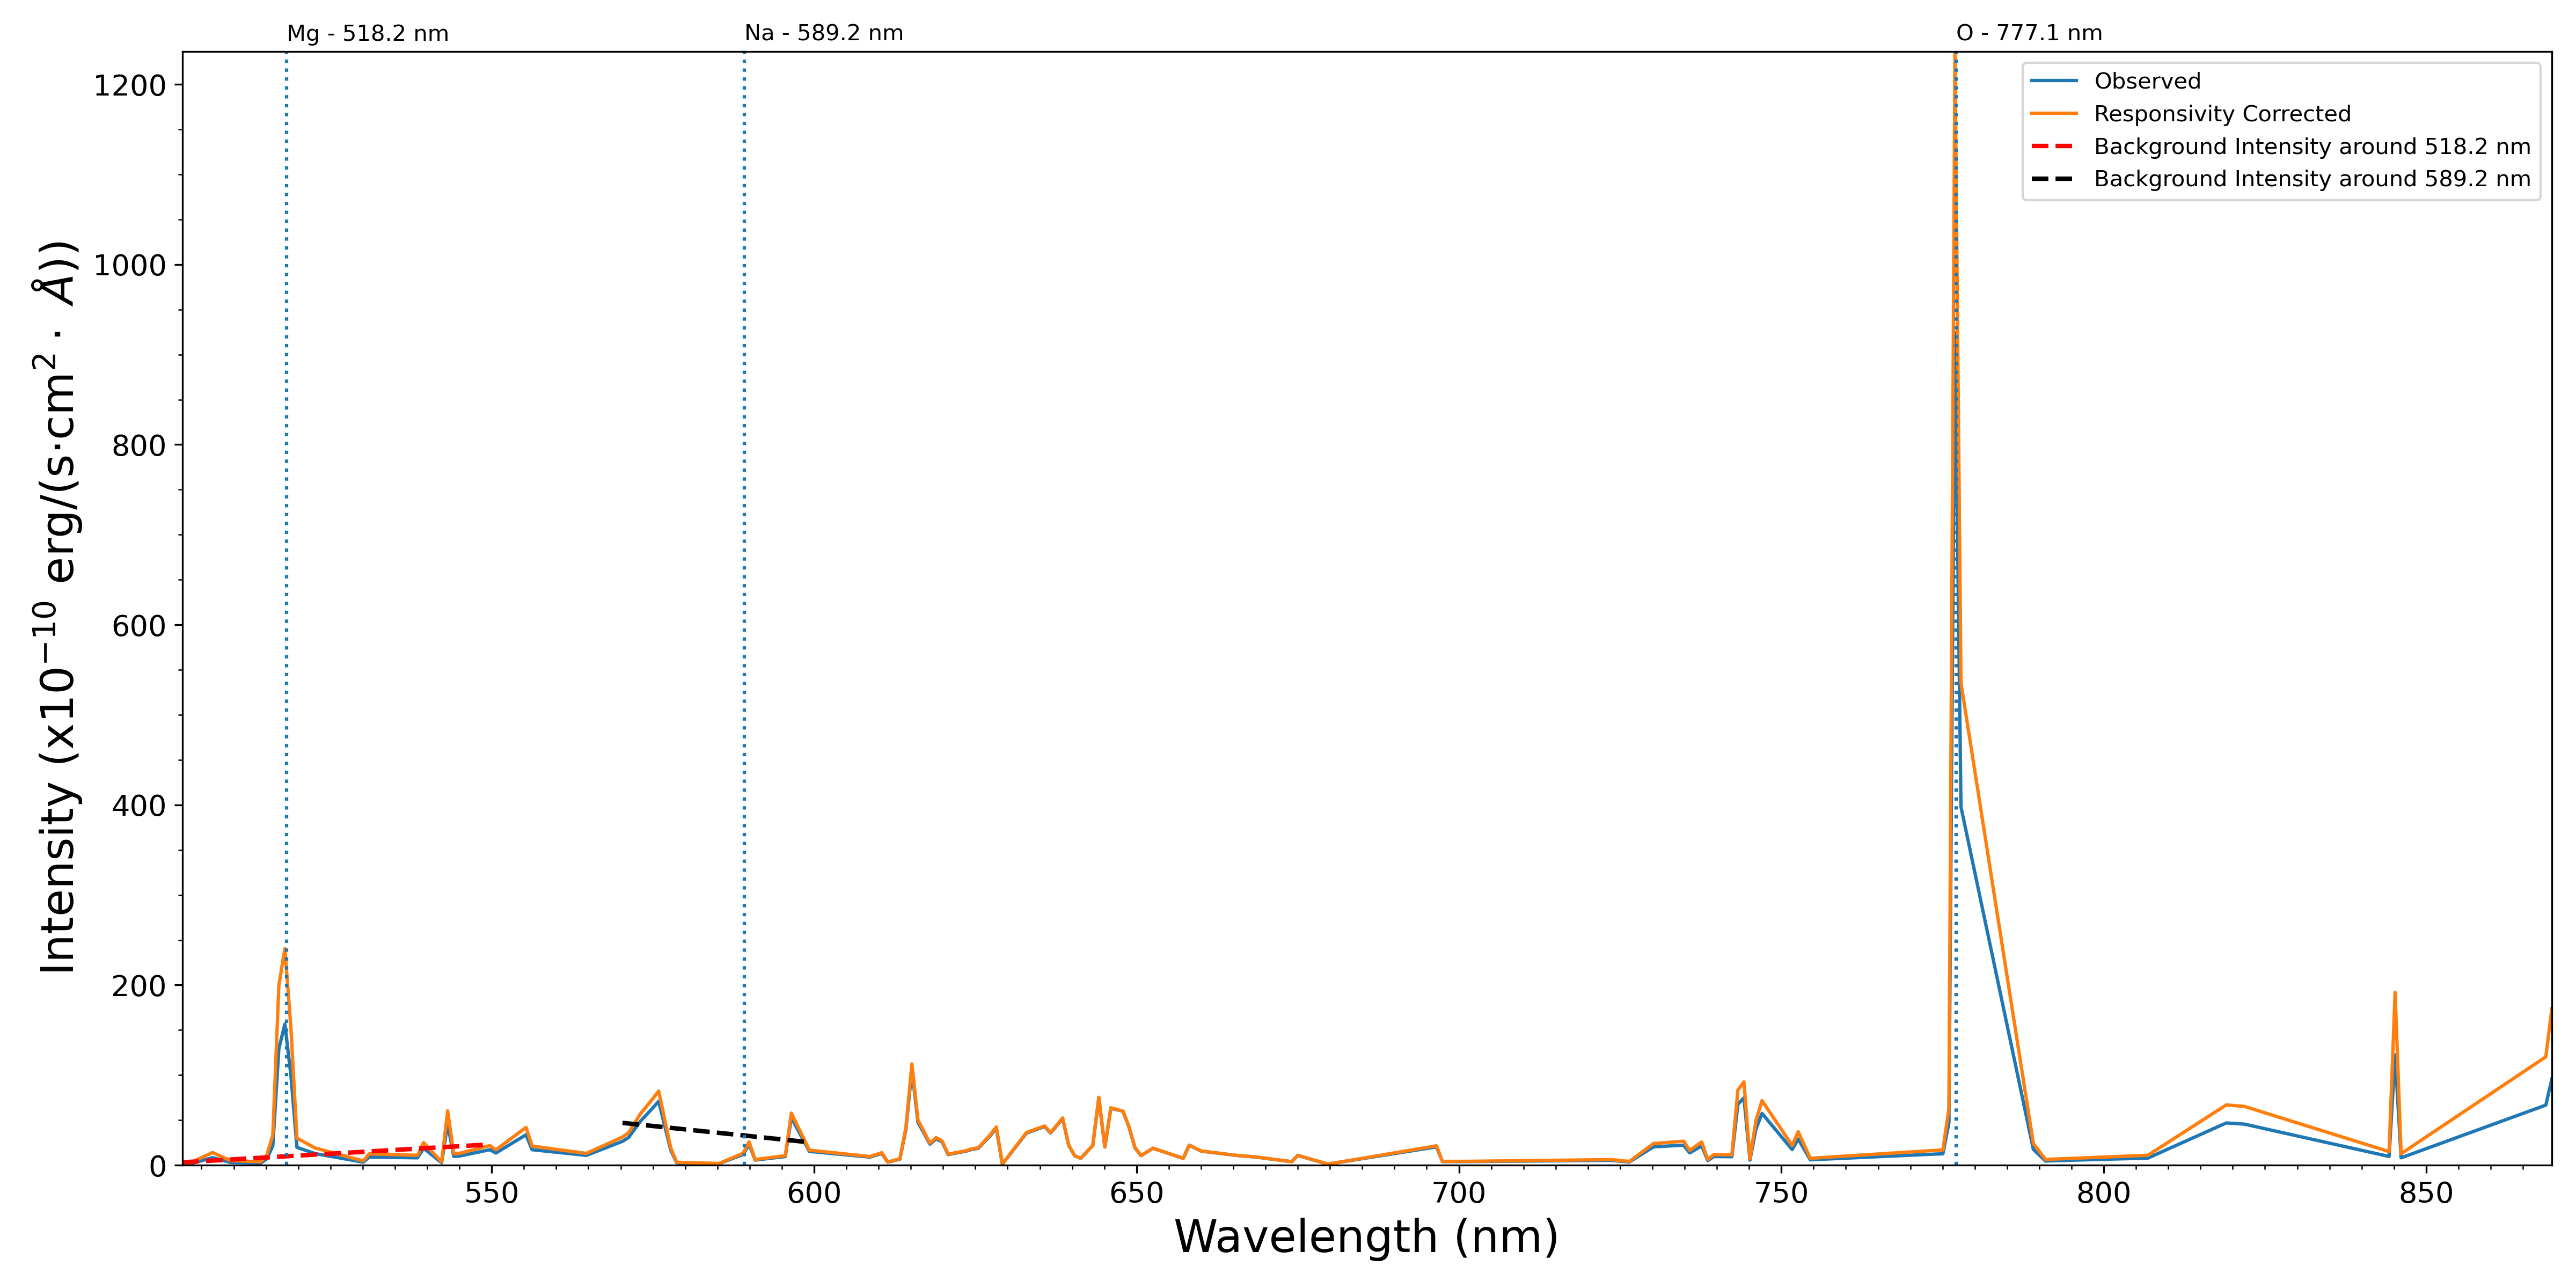 Mg - 518.2 nm
Na - 589.2 nm
O - 777.1 nm
Observed
Responsivity Corrected
Background Intensity around 518.2 nm
Background Intensity around 589.2 nm
Intensity (x10⁻¹⁰ erg/(s·cm² · Å))
1200
1000
800
600
400
200
0
550 600 650 700 750 800 850
Wavelength (nm)